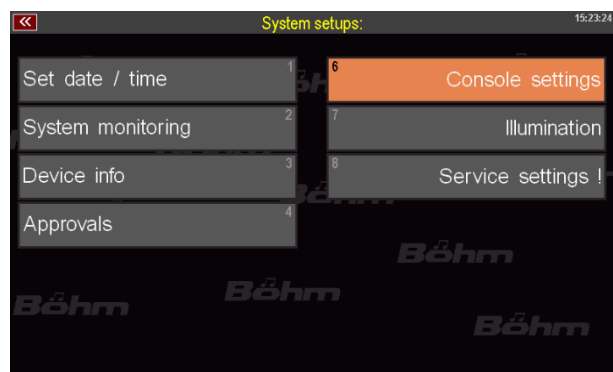 System setups:
15:23:24
Set date / time 1
System monitoring 2
Device info 3
Approvals 4
6 Console settings
7 Illumination
8 Service settings !
Böhm
Böhm
Böhm